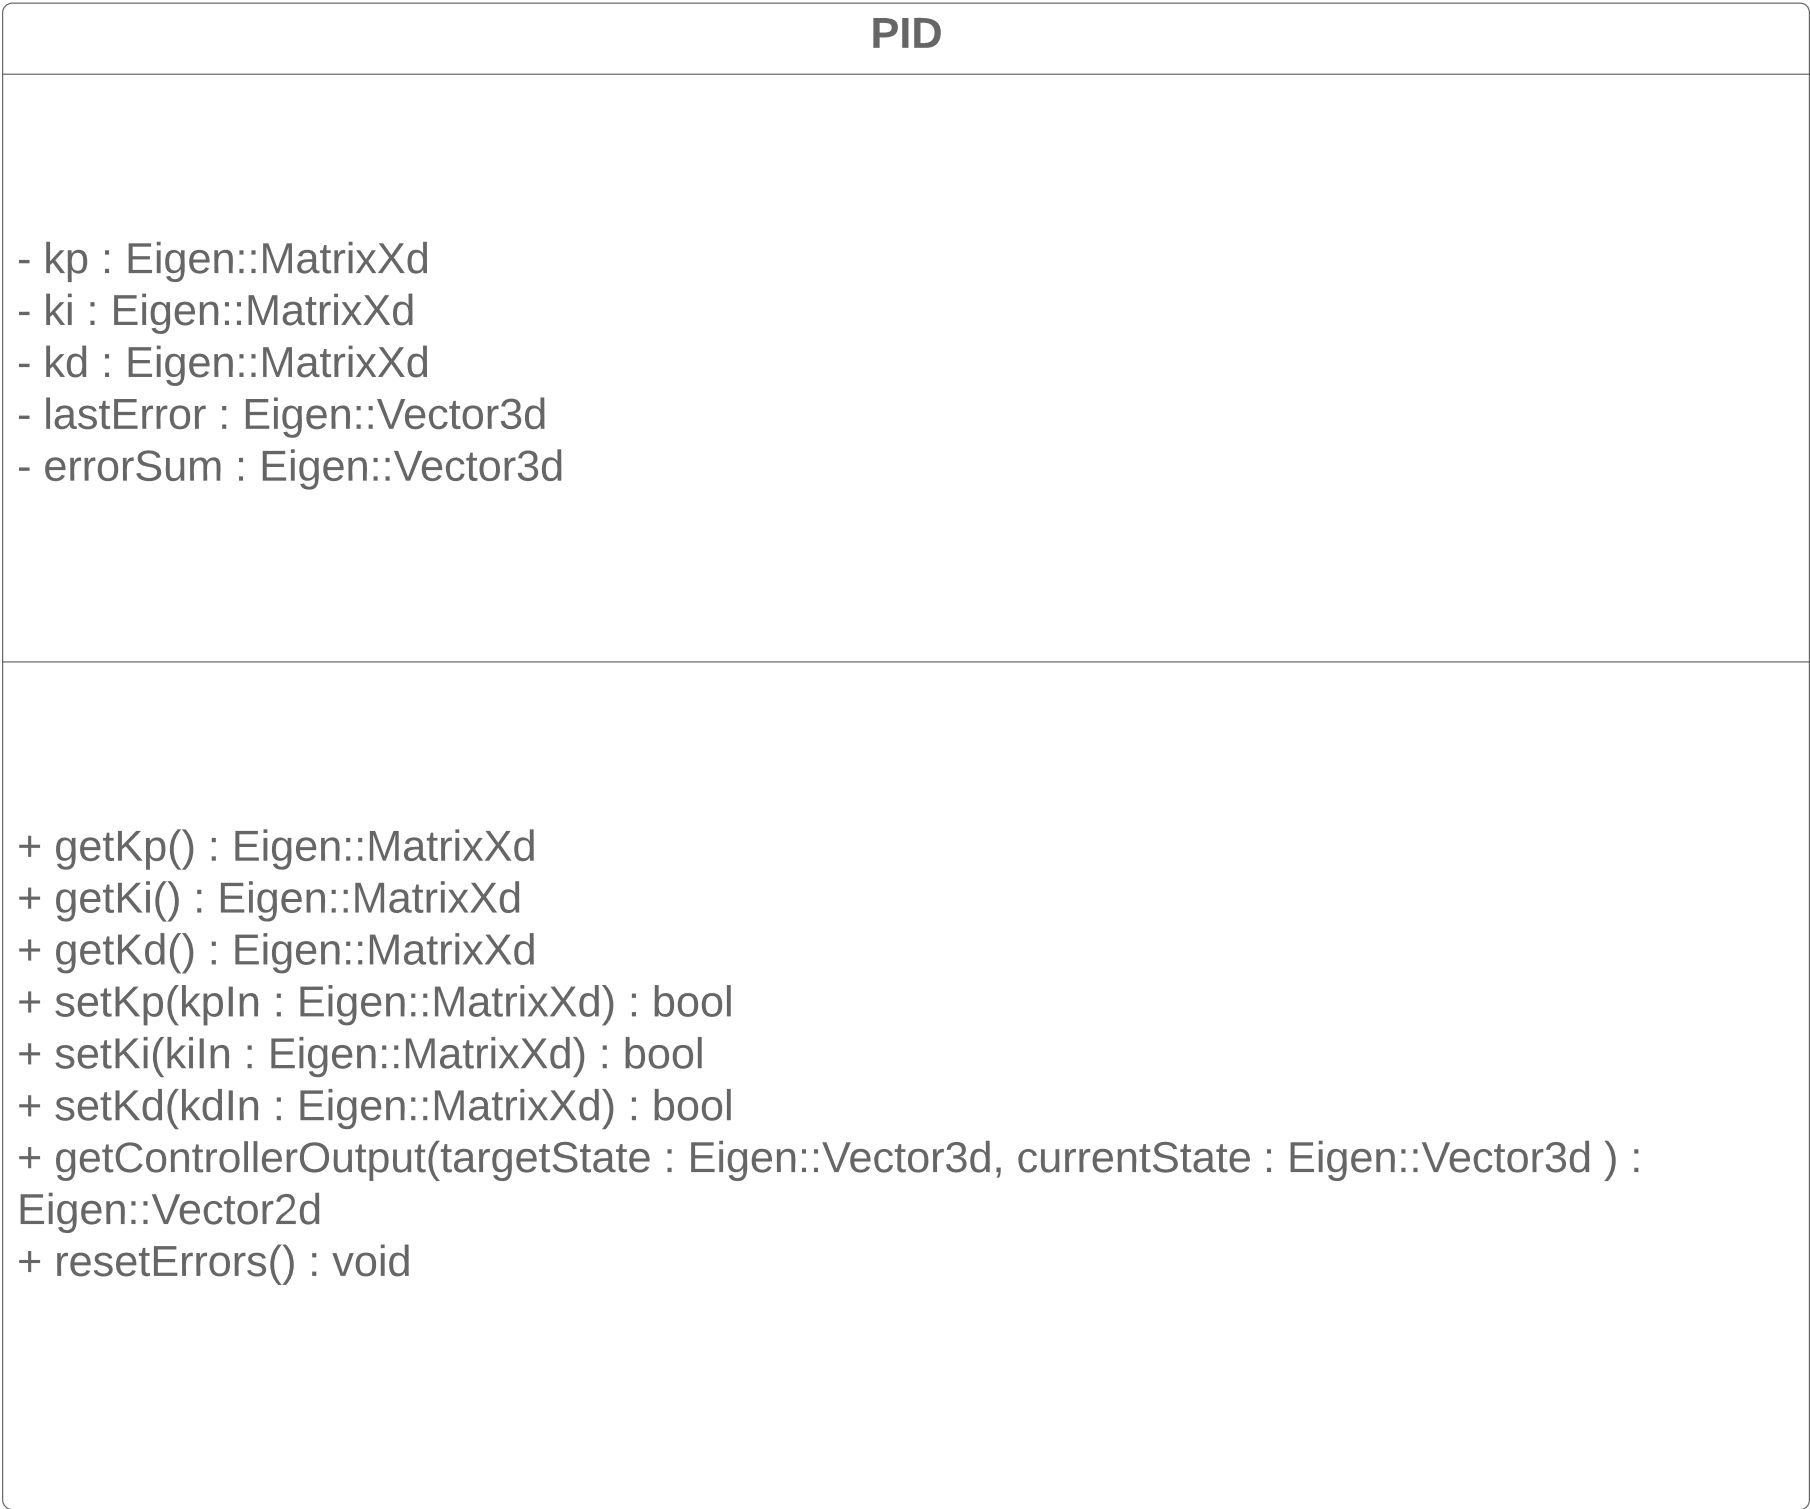 PID
- kp : Eigen::MatrixXd
- ki : Eigen::MatrixXd
- kd : Eigen::MatrixXd
- lastError : Eigen::Vector3d
- errorSum : Eigen::Vector3d
+ getKp() : Eigen::MatrixXd
+ getKi() : Eigen::MatrixXd
+ getKd() : Eigen::MatrixXd
+ setKp(kpIn : Eigen::MatrixXd) : bool
+ setKi(kiIn : Eigen::MatrixXd) : bool
+ setKd(kdIn : Eigen::MatrixXd) : bool
+ getControllerOutput(targetState : Eigen::Vector3d, currentState : Eigen::Vector3d ) :
Eigen::Vector2d
+ resetErrors() : void